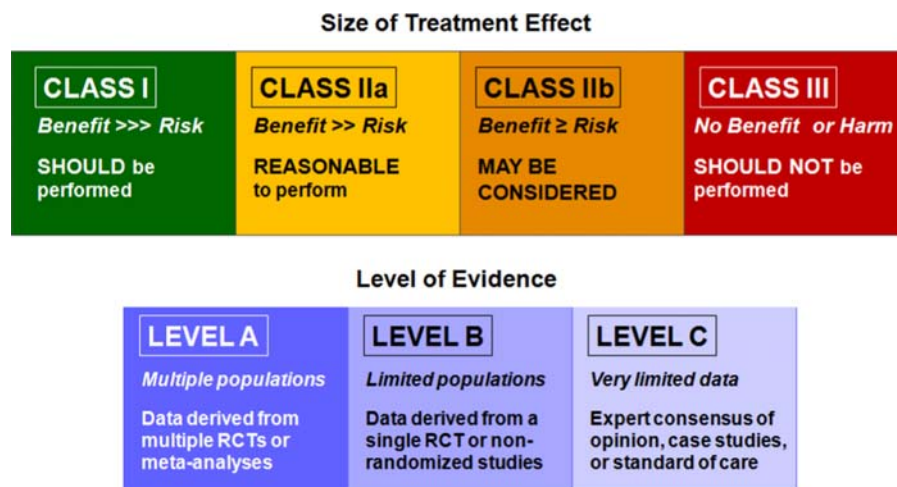 Size of Treatment Effect
CLASS I
Benefit >>> Risk
SHOULD be
performed
CLASS IIa
Benefit >> Risk
REASONABLE
to perform
CLASS IIb
Benefit ≥ Risk
MAY BE
CONSIDERED
CLASS III
No Benefit or Harm
SHOULD NOT be
performed
Level of Evidence
LEVEL A
Multiple populations
Data derived from
multiple RCTs or
meta-analyses
LEVEL B
Limited populations
Data derived from a
single RCT or non-
randomized studies
LEVEL C
Very limited data
Expert consensus of
opinion, case studies,
or standard of care